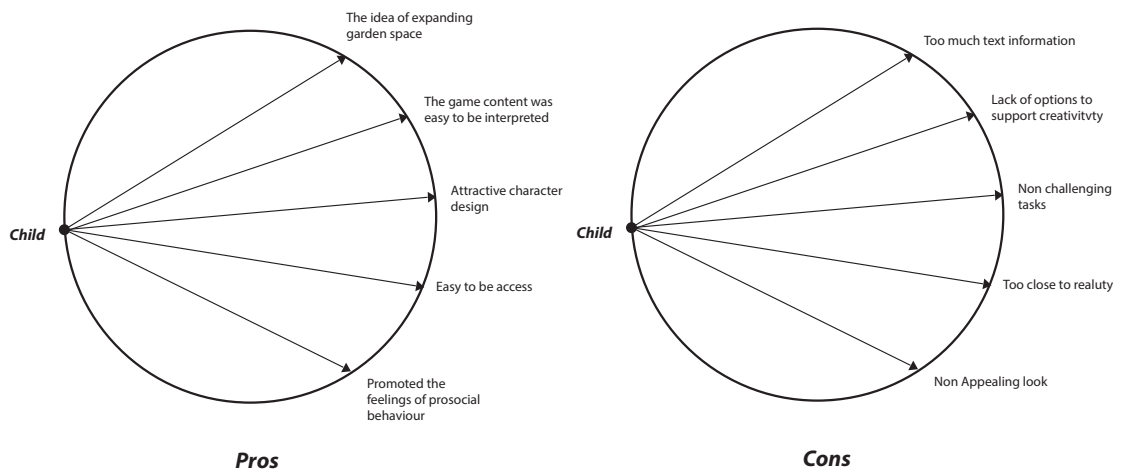 The idea of expanding
garden space
The game content was
easy to be interpreted
Attractive character
design
Child
Easy to be access
Promoted the
feelings of prosocial
behaviour
Pros
Too much text information
Lack of options to
support creativitvty
Non challenging
tasks
Child
Too close to realuty
Non Appealing look
Cons